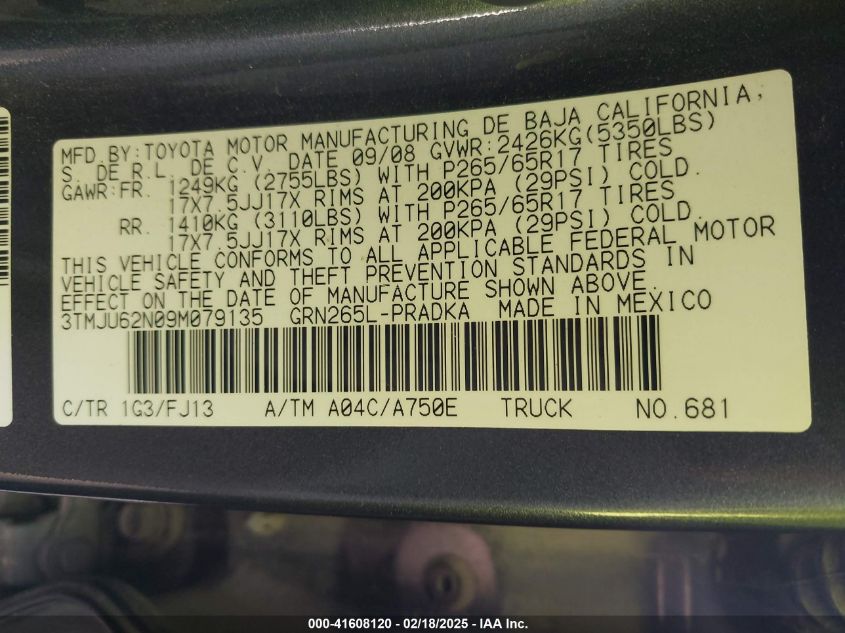 MFD.BY:TOYOTA MOTOR MANUFACTURING DE BAJA CALIFORNIA,
S. DE R.L. DE C.V. DATE 09/08 GVWR:2426KG(5350LBS)
GAWR:FR. 1249KG (2755LBS) WITH P265/65R17 TIRES
17X7.5JJ17X RIMS AT 200KPA (29PSI) COLD.
RR. 1410KG (3110LBS) WITH P265/65R17 TIRES
17X7.5JJ17X RIMS AT 200KPA (29PSI) COLD.
THIS VEHICLE CONFORMS TO ALL APPLICABLE FEDERAL MOTOR
VEHICLE SAFETY AND THEFT PREVENTION STANDARDS IN
EFFECT ON THE DATE OF MANUFACTURE SHOWN ABOVE.
3TMJU62N09M079135 GRN265L-PRADKA MADE IN MEXICO
C/TR 1G3/FJ13 A/TM A04C/A750E TRUCK NO.681
000-41608120 / 02/18/2025 - IAA Inc.